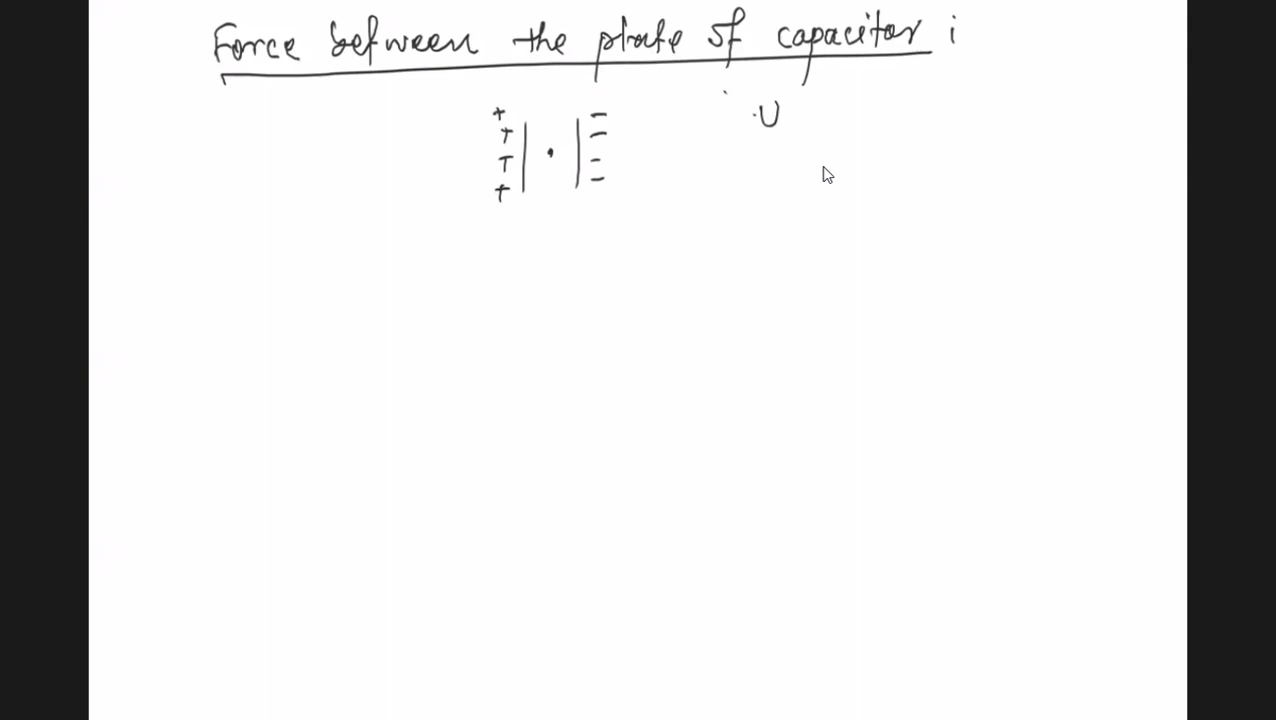 Force between the plate of capacitor i
+ | . | -
+ -
+ -
+ -
U